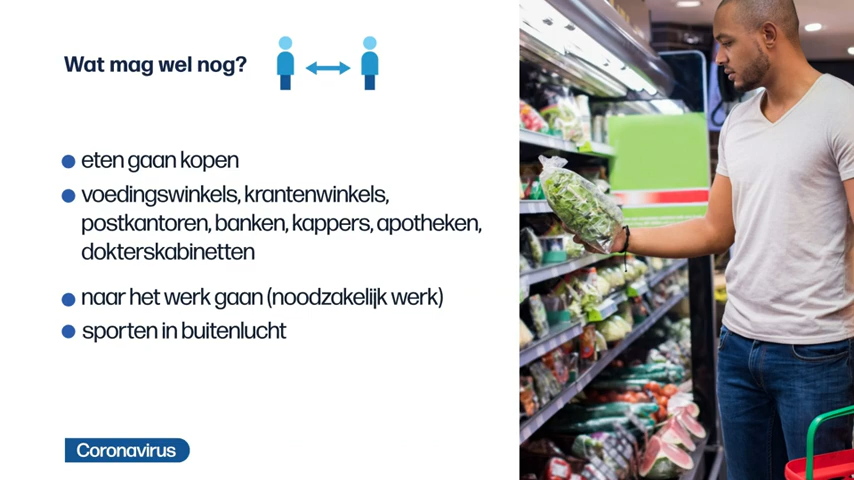 Wat mag wel nog?
eten gaan kopen
voedingswinkels, krantenwinkels,
postkantoren, banken, kappers, apotheken,
dokterskabinetten
naar het werk gaan (noodzakelijk werk)
sporten in buitenlucht
Coronavirus